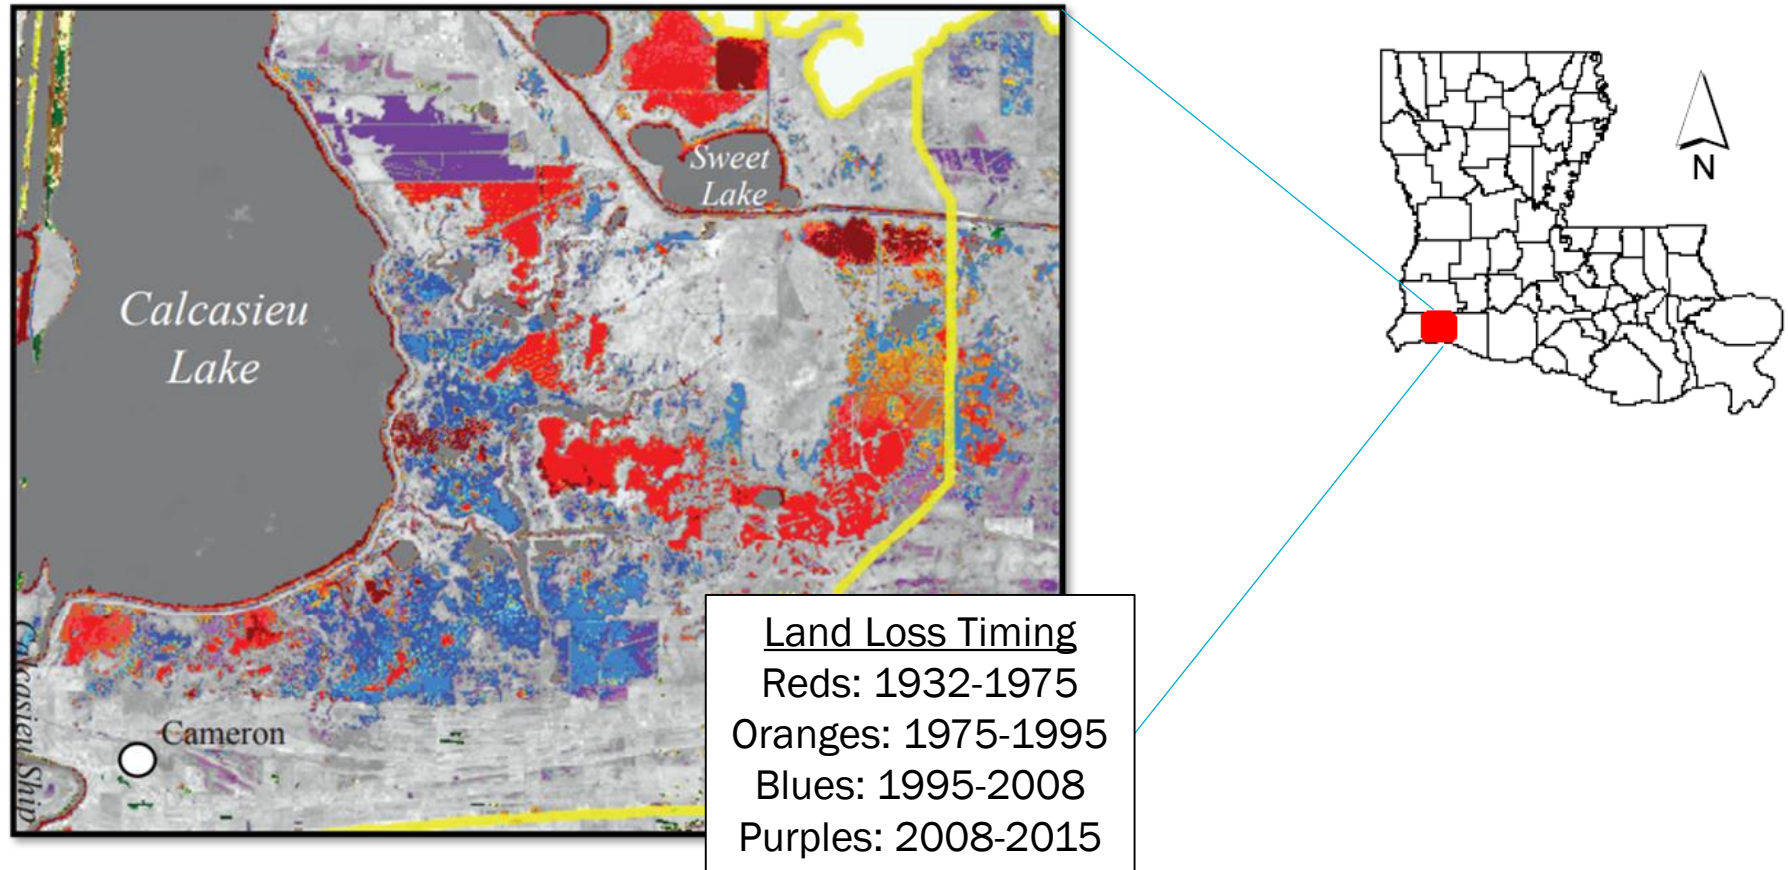 Sweet
Lake
Calcasieu
Lake
Calcasieu Ship
Cameron
N
Land Loss Timing
Reds: 1932-1975
Oranges: 1975-1995
Blues: 1995-2008
Purples: 2008-2015